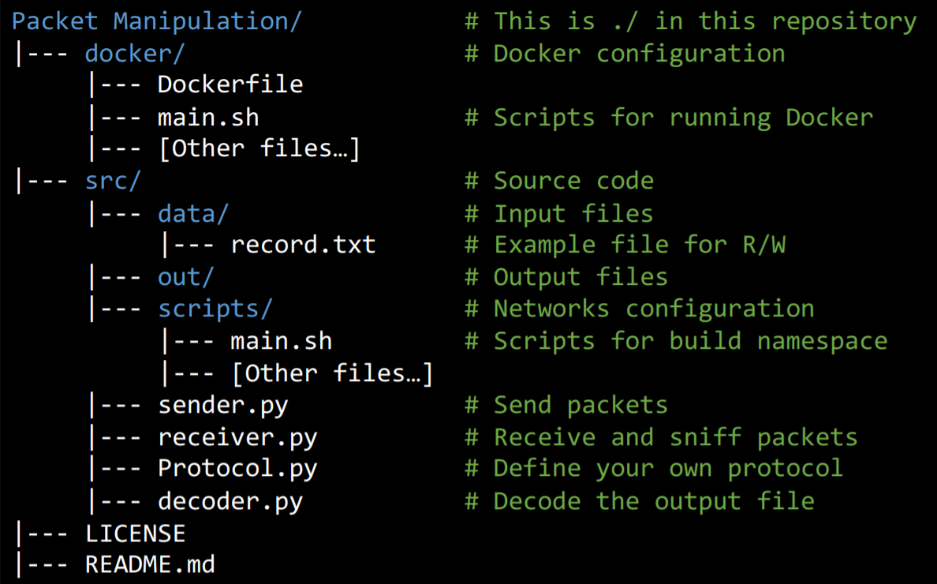 Packet Manipulation/ # This is ./ in this repository
|--- docker/ # Docker configuration
|--- Dockerfile
|--- main.sh # Scripts for running Docker
|--- [Other files…]
|--- src/ # Source code
|--- data/ # Input files
|--- record.txt # Example file for R/W
|--- out/ # Output files
|--- scripts/ # Networks configuration
|--- main.sh # Scripts for build namespace
|--- [Other files…]
|--- sender.py # Send packets
|--- receiver.py # Receive and sniff packets
|--- Protocol.py # Define your own protocol
|--- decoder.py # Decode the output file
|--- LICENSE
|--- README.md